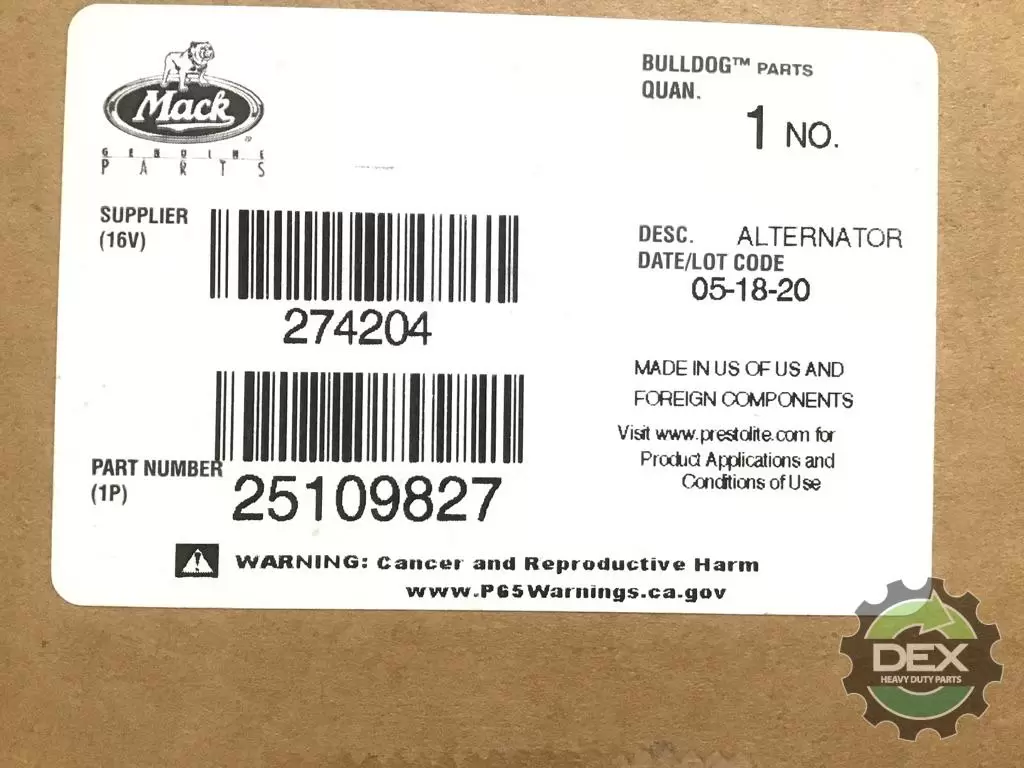 Mack
GENUINE
PARTS
BULLDOG™ PARTS
QUAN.
1 NO.
SUPPLIER
(16V)
274204
DESC. ALTERNATOR
DATE/LOT CODE
05-18-20
MADE IN US OF US AND
FOREIGN COMPONENTS
Visit www.prestolite.com for
Product Applications and
Conditions of Use
PART NUMBER
(1P)
25109827
WARNING: Cancer and Reproductive Harm
www.P65Warnings.ca.gov
DEX
HEAVY DUTY PARTS